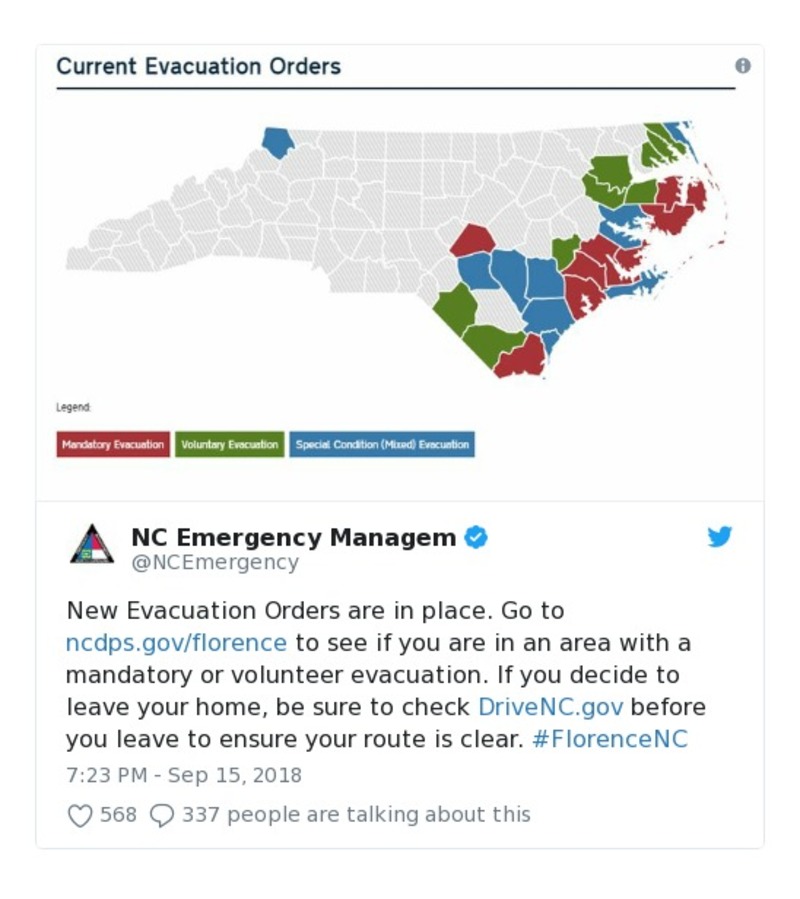 Current Evacuation Orders
Legend:
Mandatory Evacuation Voluntary Evacuation Special Condition (Mixed) Evacuation
NC Emergency Managem
@NCEmergency
New Evacuation Orders are in place. Go to
ncdps.gov/florence to see if you are in an area with a
mandatory or volunteer evacuation. If you decide to
leave your home, be sure to check DriveNC.gov before
you leave to ensure your route is clear. #FlorenceNC
7:23 PM - Sep 15, 2018
568 337 people are talking about this